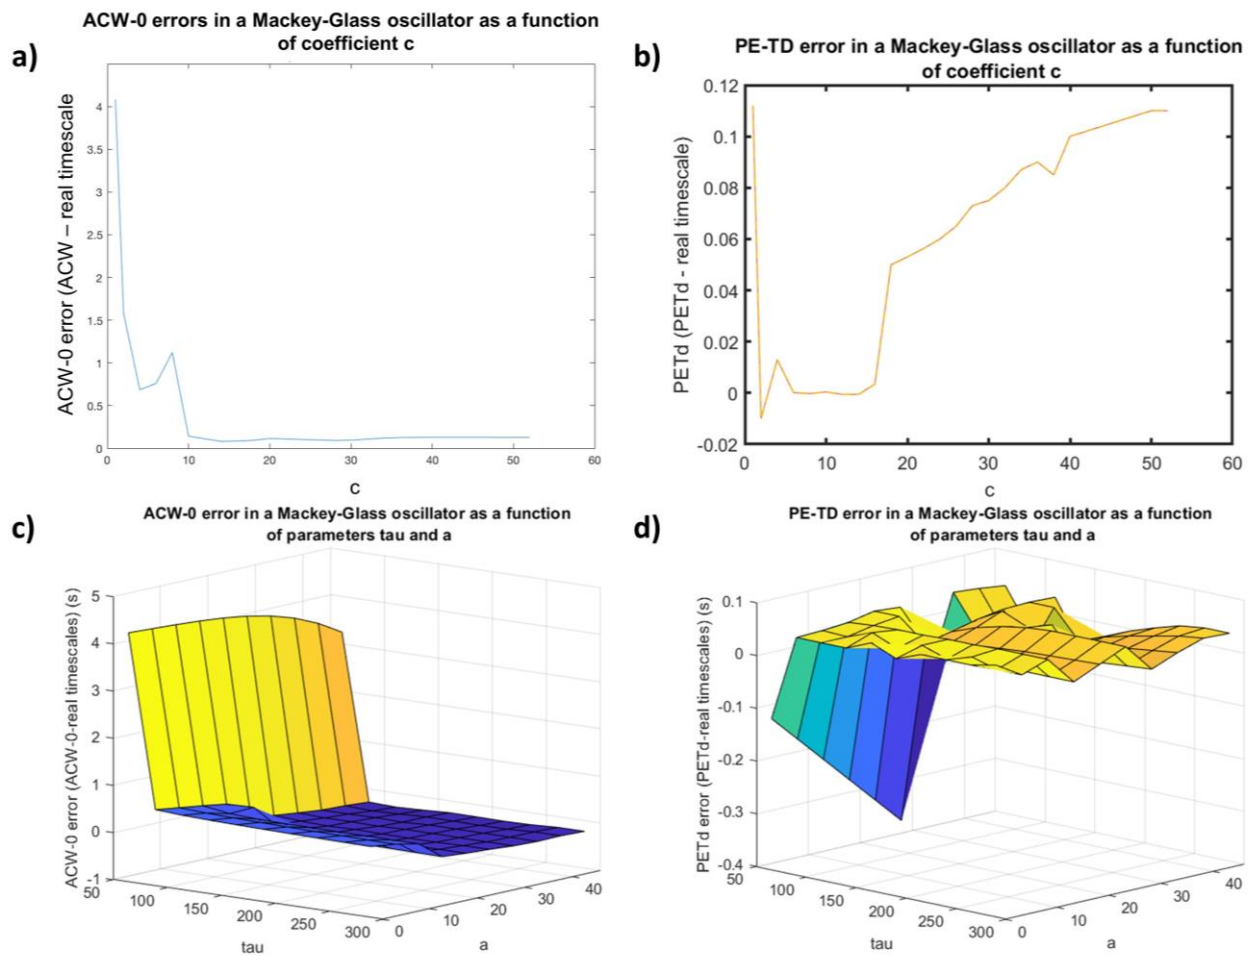 ACW-0 errors in a Mackey-Glass oscillator as a function
of coefficient c
a)
ACW-0 error (ACW – real timescale
4
3.5
3
2.5
2
1.5
1
0.5
0
0 10 20 30 40 50 60
c
b)
PE-TD error in a Mackey-Glass oscillator as a function
of coefficient c
PETd (PETd - real timescale)
0.12
0.1
0.08
0.06
0.04
0.02
0
-0.02
0 10 20 30 40 50 60
c
c)
ACW-0 error in a Mackey-Glass oscillator as a function
of parameters tau and a
ACW-0 error (ACW-0-real timescales) (s)
5
4
3
2
1
0
-1
50 100 150 200 250 300
tau
0 10 20 30 40
a
d)
PE-TD error in a Mackey-Glass oscillator as a function
of parameters tau and a
PETd error (PETd-real timescales) (s)
0.1
0
-0.1
-0.2
-0.3
-0.4
50 100 150 200 250 300
tau
0 10 20 30 40
a